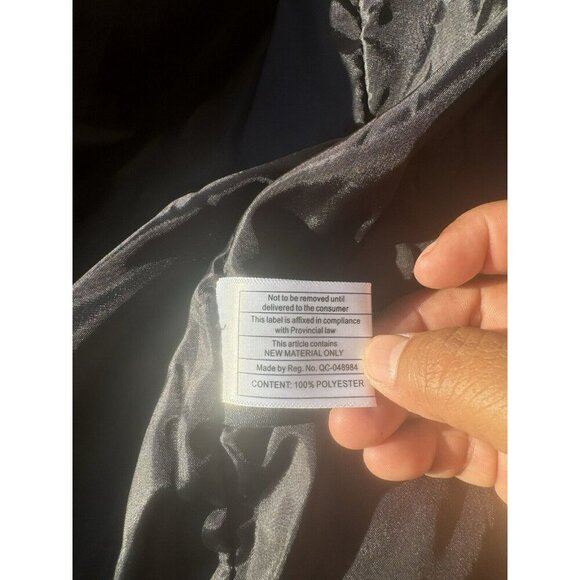 Not to be removed until
delivered to the consumer
This label is affixed in compliance
with Provincial law
This article contains
NEW MATERIAL ONLY
Made by Reg. No. QC-048984
CONTENT: 100% POLYESTER